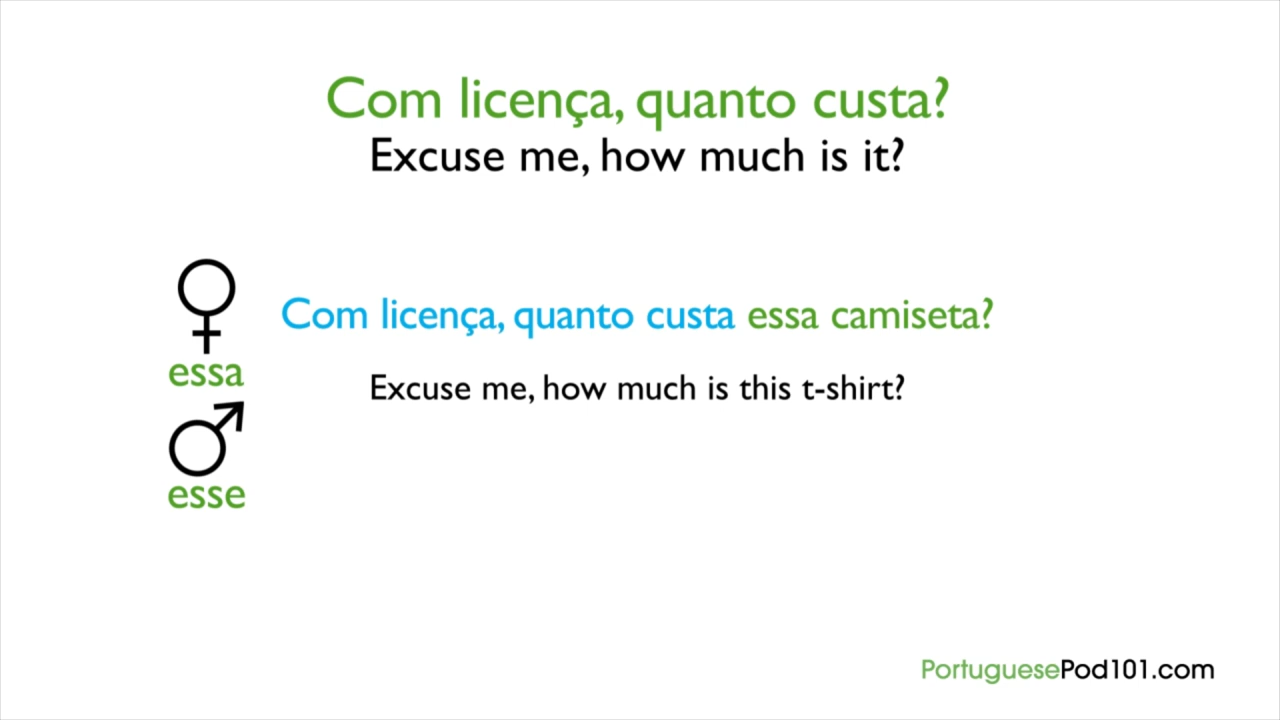 Com licença, quanto custa?
Excuse me, how much is it?
Com licença, quanto custa essa camiseta?
essa
Excuse me, how much is this t-shirt?
esse
PortuguesePod101.com